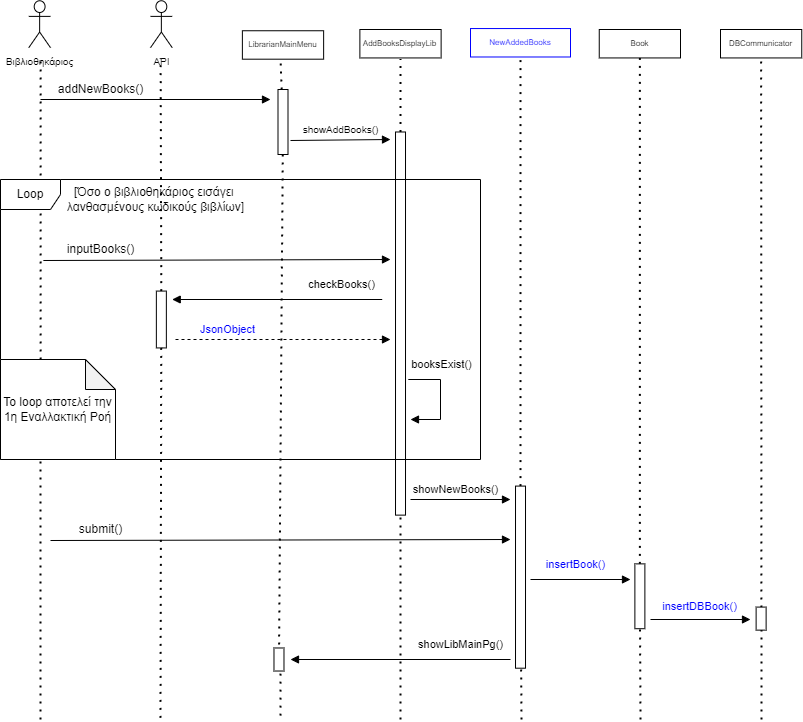 Βιβλιοθηκάριος
API
LibrarianMainMenu
AddBooksDisplayLib
NewAddedBooks
Book
DBCommunicator
addNewBooks()
showAddBooks()
Loop
[Όσο ο βιβλιοθηκάριος εισάγει
λανθασμένους κωδικούς βιβλίων]
inputBooks()
checkBooks()
JsonObject
booksExist()
Το loop αποτελεί την
1η Εναλλακτική Ροή
showNewBooks()
submit()
insertBook()
insertDBBook()
showLibMainPg()